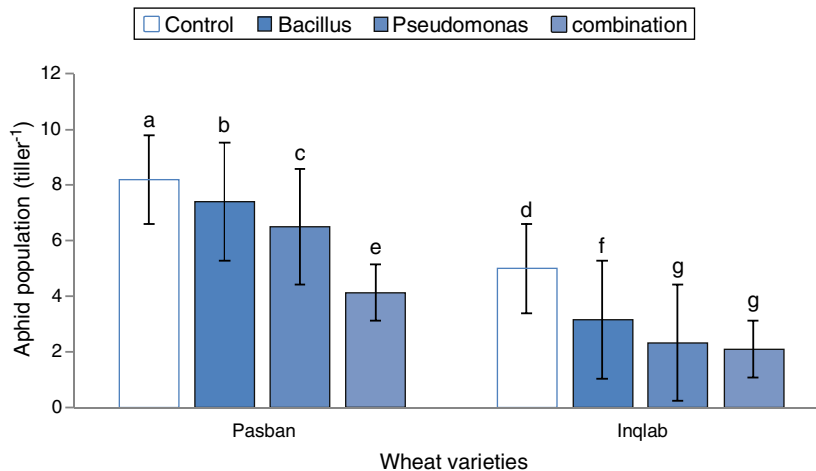 Control Bacillus Pseudomonas combination
12
10
8
6
4
2
0
Aphid population (tiller⁻¹)
a
b
c
e
d
f
g
g
Pasban Inqlab
Wheat varieties